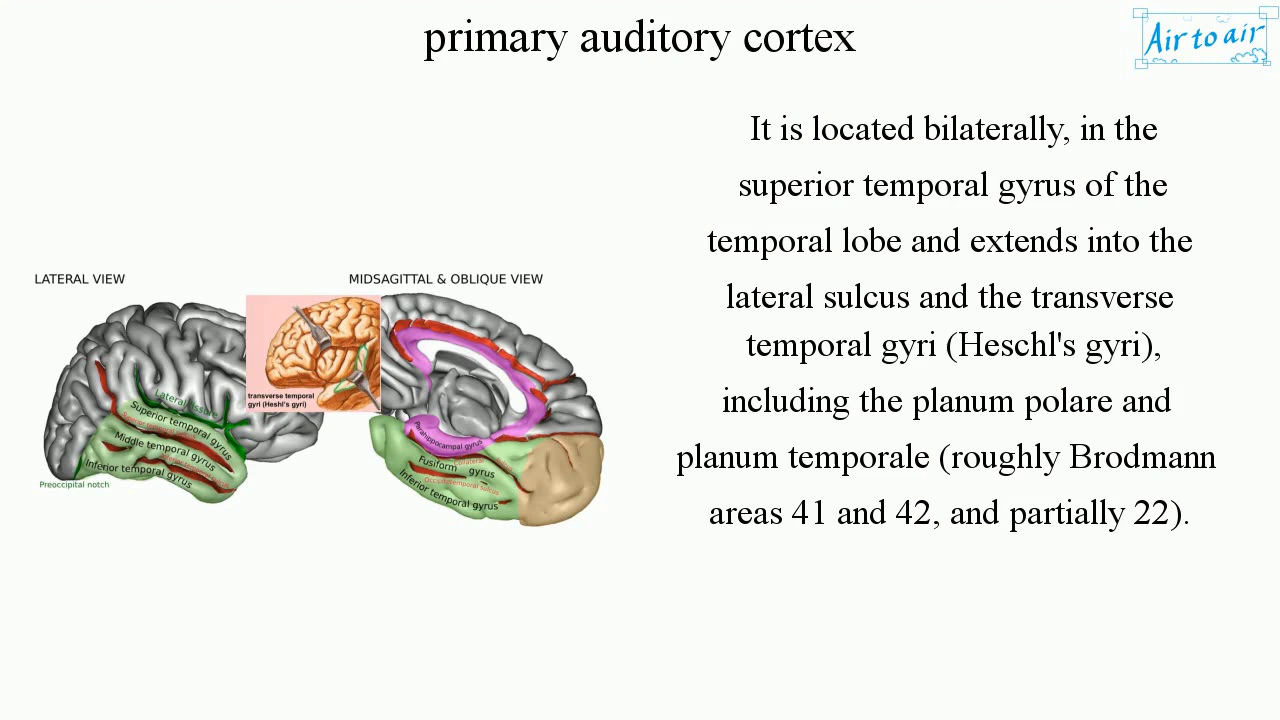 primary auditory cortex
Air to air
It is located bilaterally, in the
superior temporal gyrus of the
temporal lobe and extends into the
lateral sulcus and the transverse
temporal gyri (Heschl's gyri),
including the planum polare and
planum temporale (roughly Brodmann
areas 41 and 42, and partially 22).
LATERAL VIEW
MIDSAGITTAL & OBLIQUE VIEW
transverse temporal
gyri (Heshl's gyri)
Lateral fissure
Superior temporal gyrus
Middle temporal gyrus
Inferior temporal gyrus
Preoccipital notch
Parahippocampal gyrus
Fusiform gyrus
Occipitotemporal sulcus
Inferior temporal gyrus